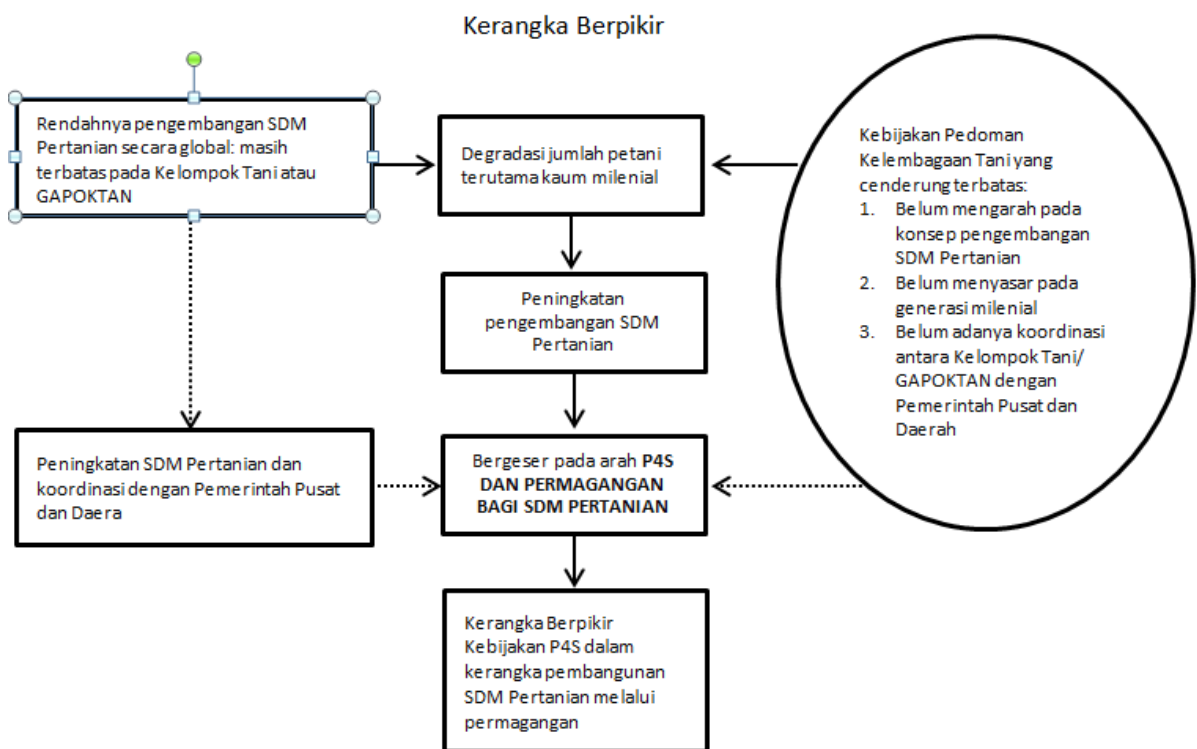 Kerangka Berpikir
Rendahnya pengembangan SDM
Pertanian secara global: masih
terbatas pada Kelompok Tani atau
GAPOKTAN
Degradasi jumlah petani
terutama kaum milenial
Kebijakan Pedoman
Kelembagaan Tani yang
cenderung terbatas:
1. Belum mengarah pada
konsep pengembangan
SDM Pertanian
2. Belum menyasar pada
generasi milenial
3. Belum adanya koordinasi
antara Kelompok Tani/
GAPOKTAN dengan
Pemerintah Pusat dan
Daerah
Peningkatan
pengembangan SDM
Pertanian
Peningkatan SDM Pertanian dan
koordinasi dengan Pemerintah Pusat
dan Daera
Bergeser pada arah P4S
DAN PERMAGANGAN
BAGI SDM PERTANIAN
Kerangka Berpikir
Kebijakan P4S dalam
kerangka pembangunan
SDM Pertanian melalui
permagangan